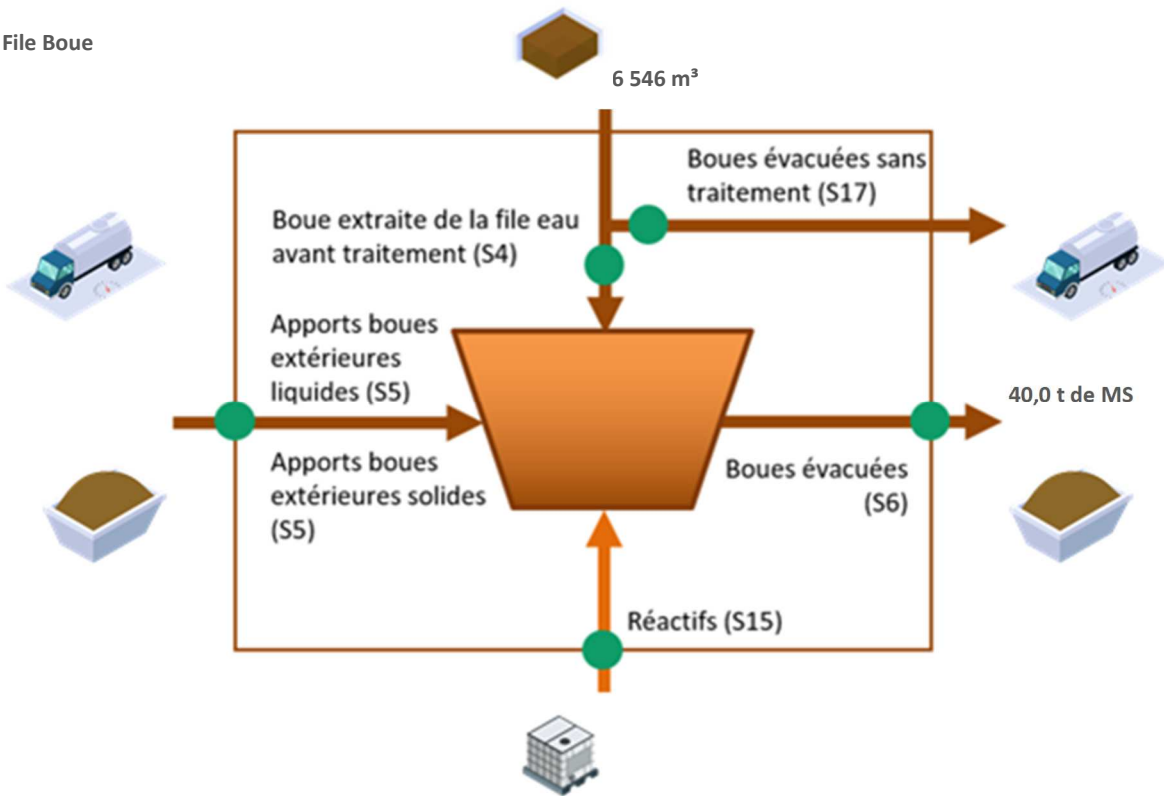 File Boue
6 546 m³
Boues évacuées sans
traitement (S17)
Boue extraite de la file eau
avant traitement (S4)
Apports boues
extérieures
liquides (S5)
40,0 t de MS
Apports boues
extérieures solides
(S5)
Boues évacuées
(S6)
Réactifs (S15)